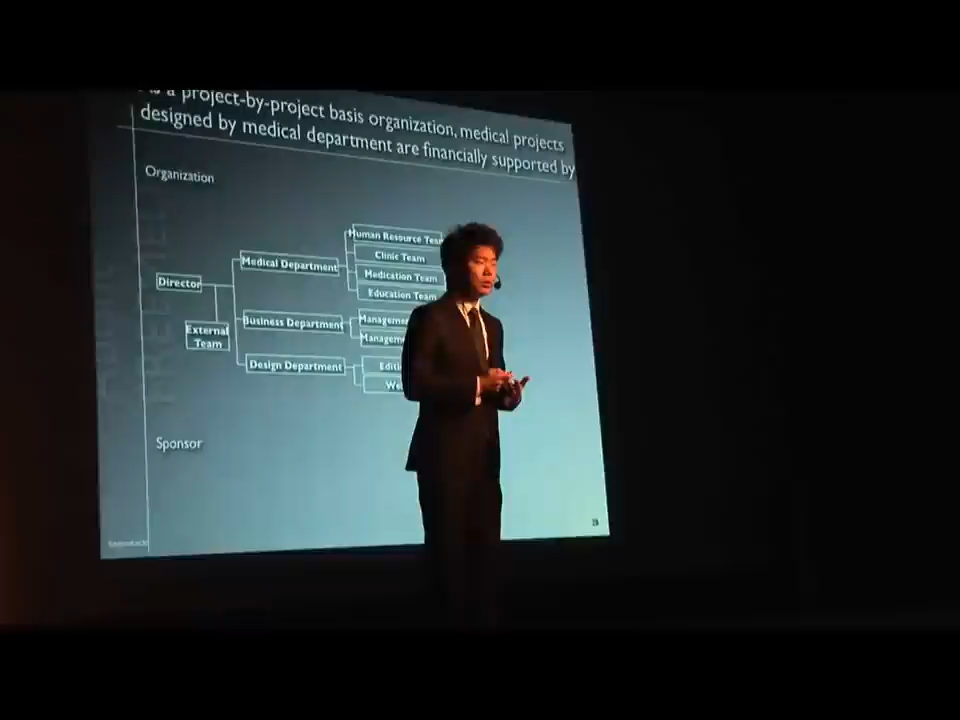 a project-by-project basis organization, medical projects
designed by medical department are financially supported by
Organization
Human Resource Team
Clinic Team
Medication Team
Education Team
Medical Department
Director
External
Team
Business Department
Design Department
Sponsor